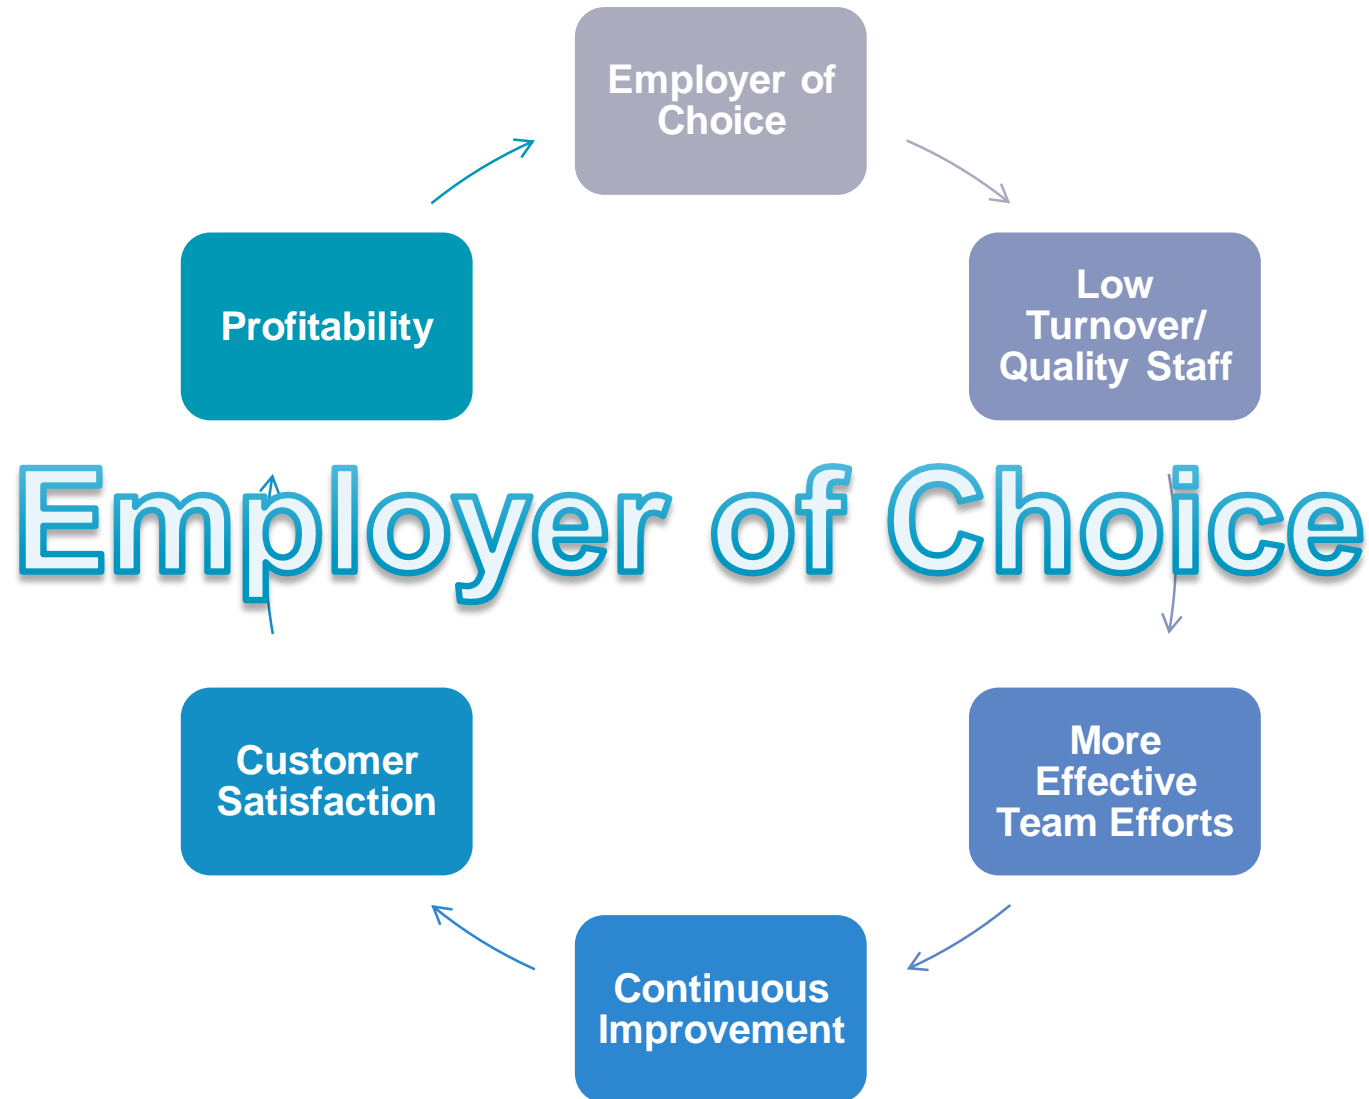 Employer of
Choice
Profitability
Low
Turnover/
Quality Staff
Employer of Choice
Customer
Satisfaction
More
Effective
Team Efforts
Continuous
Improvement